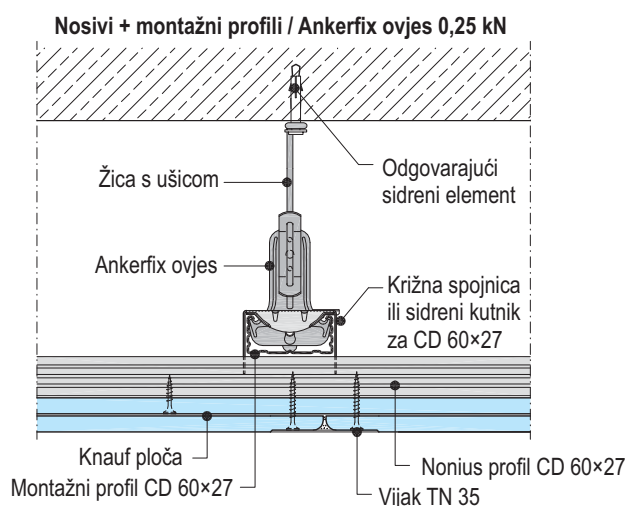 Nosivi + montažni profili / Ankerfix ovjes 0,25 kN
Žica s ušicom
Odgovarajući
sidreni element
Ankerfix ovjes
Križna spojnica
ili sidreni kutnik
za CD 60×27
Knauf ploča
Nonius profil CD 60×27
Montažni profil CD 60×27
Vijak TN 35